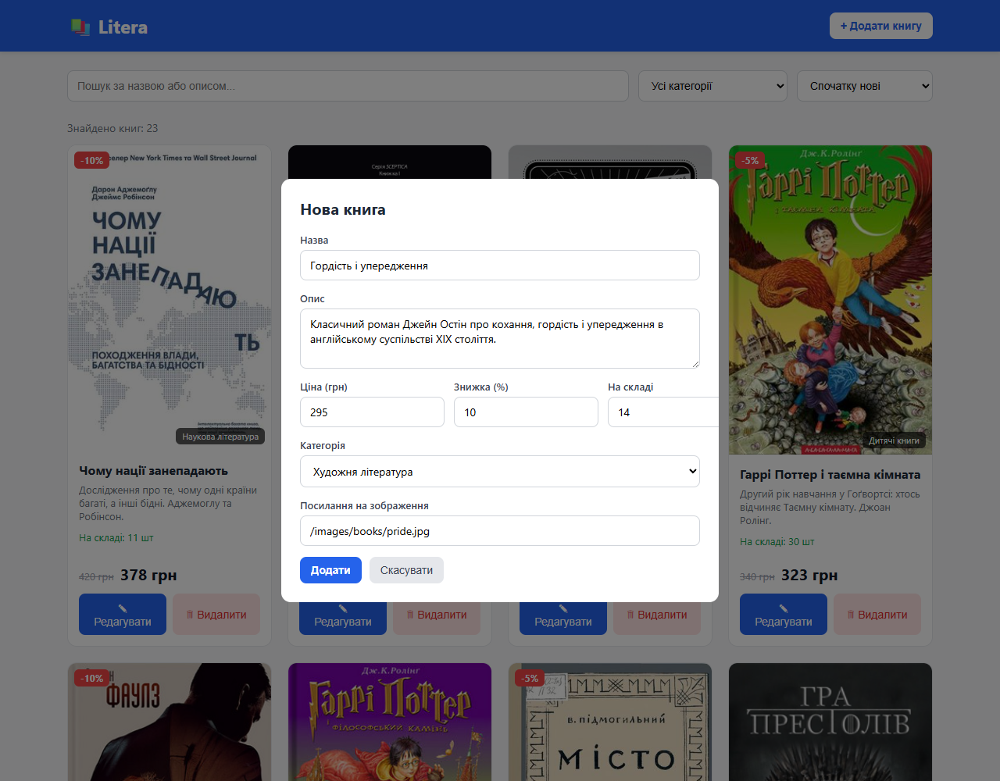 Litera
+ Додати книгу
Пошук за назвою або описом...
Усі категорії
Спочатку нові
Знайдено книг: 23
-10%
селер New York Times та Wall Street Journal
Дарон Аджемоґлу
Джеймс Робінсон
ЧОМУ
НАЦІЇ
ЗАНЕПАДАЮ
ТЬ
ПОХОДЖЕННЯ ВЛАДИ,
БАГАТСТВА ТА БІДНОСТІ
Наукова література
Чому нації занепадають
Дослідження про те, чому одні країни
багаті, а інші бідні. Аджемоглу та
Робінсон.
На складі: 11 шт
420 грн 378 грн
Редагувати
Видалити
Серія SCEPTICA
Книжка I
Редагувати
Видалити
Редагувати
Видалити
-5%
Дж.К.Ролінґ
Гаррі Поттер
і таємна кімната
А-БА-БА-ГА-ЛА-МА-ГА
Дитячі книги
Гаррі Поттер і таємна кімната
Другий рік навчання у Гоґвортсі: хтось
відчиняє Таємну кімнату. Джоан
Ролінг.
На складі: 30 шт
340 грн 323 грн
Редагувати
Видалити
Нова книга
Назва
Гордість і упередження
Опис
Класичний роман Джейн Остін про кохання, гордість і упередження в
англійському суспільстві XIX століття.
Ціна (грн)
Знижка (%)
На складі
295
10
14
Категорія
Художня література
Посилання на зображення
/images/books/pride.jpg
Додати
Скасувати
-10%
ФАУЛЗ
Дж.К.Ролінґ
Гаррі Поттер
і філософський камінь
-5%
В. ПІДМОГИЛЬНИЙ
МІСТО
ГРА
ПРЕСТОЛІВ